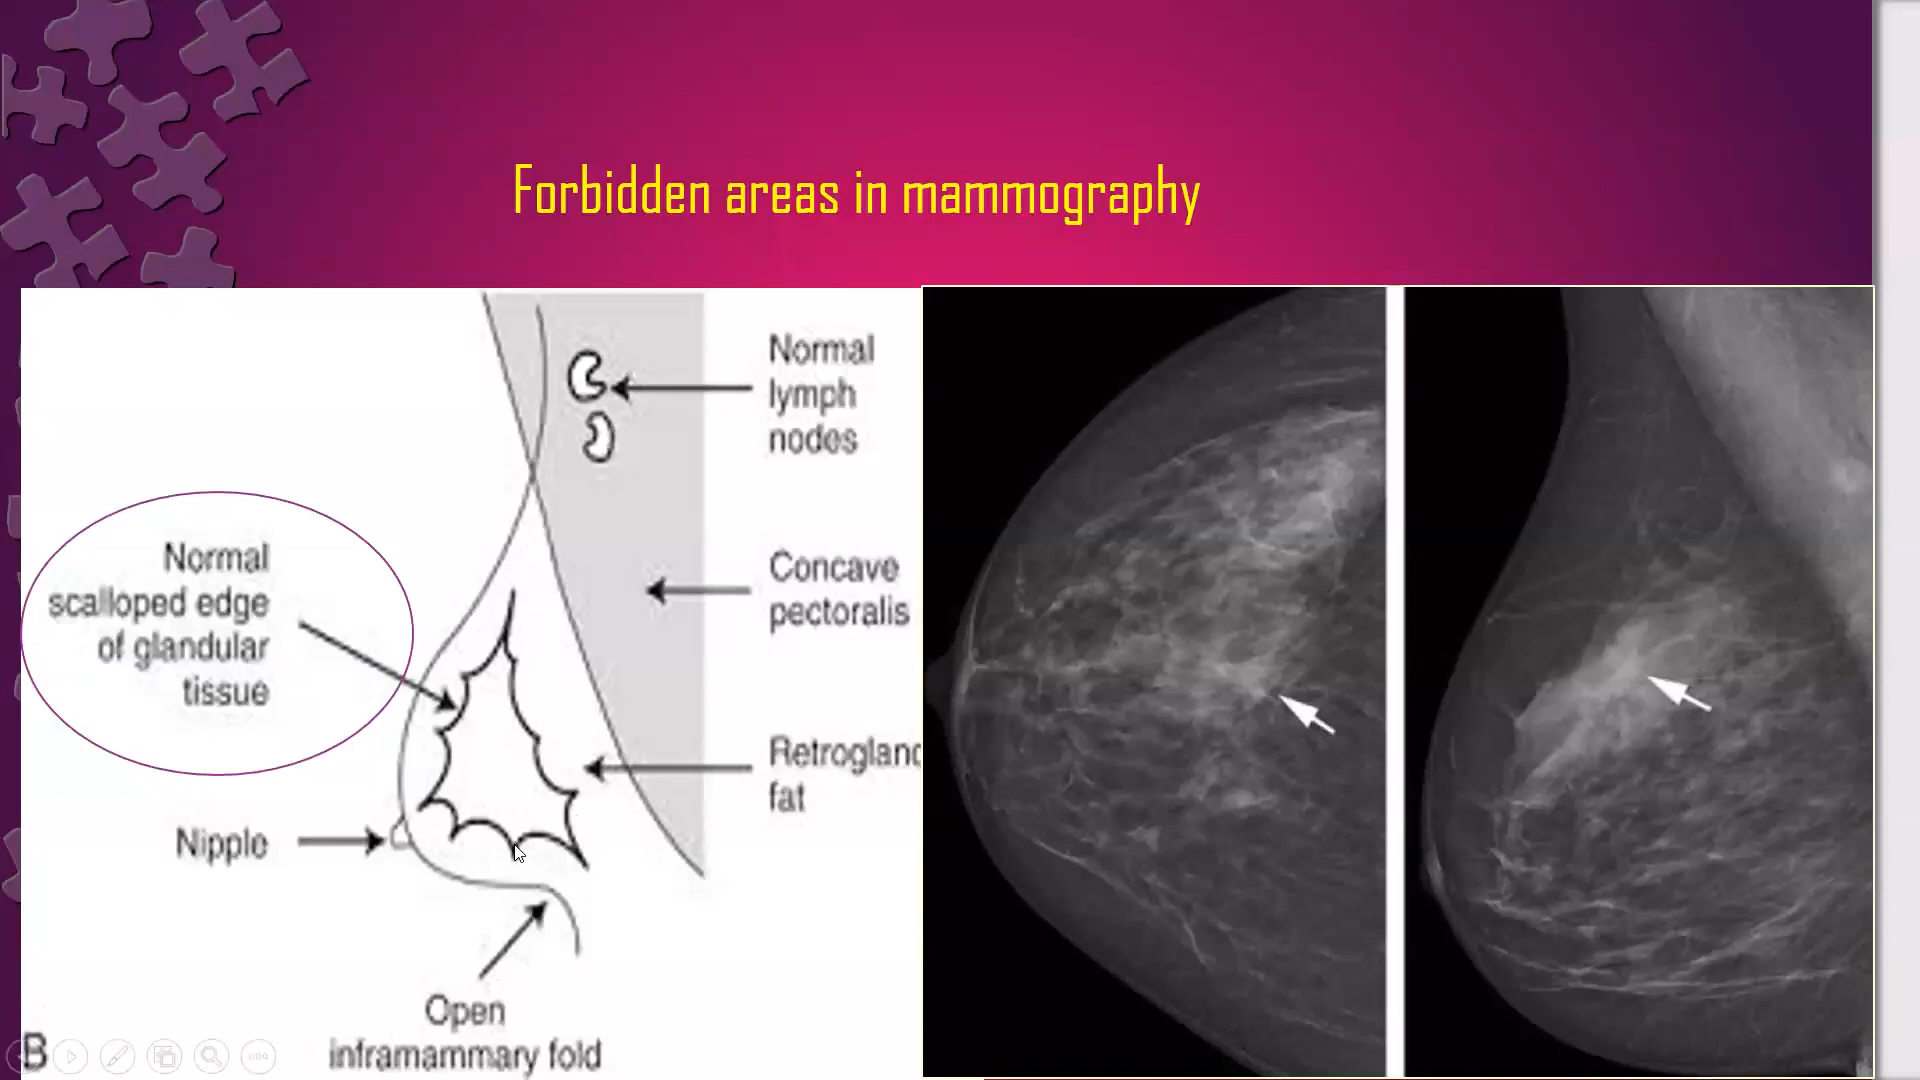 Forbidden areas in mammography
Normal
lymph
nodes
Normal
scalloped edge
of glandular
tissue
Concave
pectoralis
Retrogland
fat
Nipple
Open
inframammary fold
B